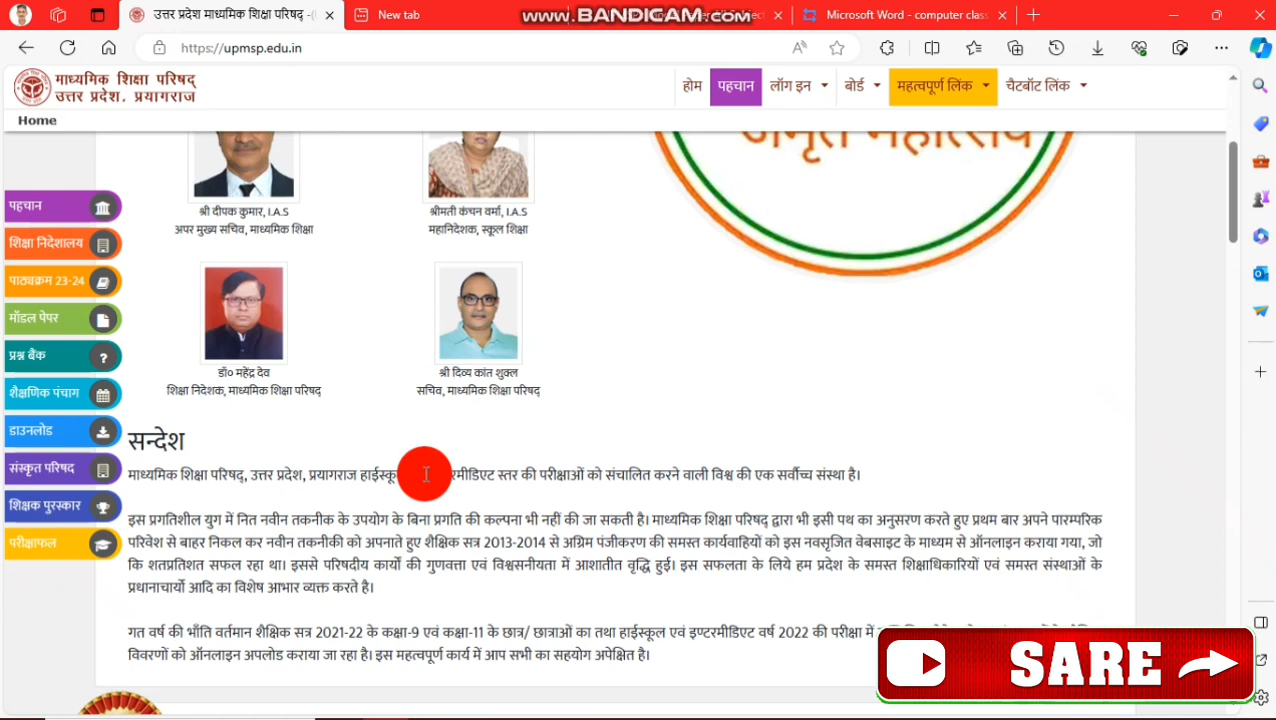 उत्तर प्रदेश माध्यमिक शिक्षा परिषद् -(
New tab
www.BANDICAM.com
Microsoft Word - computer class
https://upmsp.edu.in
माध्यमिक शिक्षा परिषद्
उत्तर प्रदेश. प्रयागराज
होम
पहचान
लॉग इन
बोर्ड
महत्वपूर्ण लिंक
चैटबॉट लिंक
Home
अमृत महोत्सव
श्री दीपक कुमार, I.A.S
अपर मुख्य सचिव, माध्यमिक शिक्षा
श्रीमती कंचन वर्मा, I.A.S
महानिदेशक, स्कूल शिक्षा
डॉ० महेंद्र देव
शिक्षा निदेशक, माध्यमिक शिक्षा परिषद्
श्री दिव्य कांत शुक्ल
सचिव, माध्यमिक शिक्षा परिषद्
पहचान
शिक्षा निदेशालय
पाठ्यक्रम 23-24
मॉडल पेपर
प्रश्न बैंक
शैक्षणिक पंचाग
डाउनलोड
संस्कृत परिषद
शिक्षक पुरस्कार
परीक्षाफल
सन्देश
माध्यमिक शिक्षा परिषद्, उत्तर प्रदेश, प्रयागराज स्तर की परीक्षाओं को संचालित करने वाली विश्व की एक सर्वोच्च संस्था है।
इस प्रगतिशील युग में नित नवीन तकनीक के उपयोग के बिना प्रगति की कल्पना भी नहीं की जा सकती है। माध्यमिक शिक्षा परिषद् द्वारा भी इसी पथ का अनुसरण करते हुए प्रथम बार अपने पारम्परिक
परिवेश से बाहर निकल कर नवीन तकनीकी को अपनाते हुए शैक्षिक सत्र 2013-2014 से अग्रिम पंजीकरण की समस्त कार्यवाहियों को इस नवसृजित वेबसाइट के माध्यम से ऑनलाइन कराया गया, जो
कि शतप्रतिशत सफल रहा था। इससे परिषदीय कार्यों की गुणवत्ता एवं विश्वसनीयता में आशातीत वृद्धि हुई। इस सफलता के लिये हम प्रदेश के समस्त शिक्षाधिकारियों एवं समस्त संस्थाओं के
प्रधानाचार्यो आदि का विशेष आभार व्यक्त करते है।
गत वर्ष की भाँति वर्तमान शैक्षिक सत्र 2021-22 के कक्षा-9 एवं कक्षा-11 के छात्र/ छात्राओं का तथा हाईस्कूल एवं इण्टरमीडिएट वर्ष 2022 की परीक्षा में
विवरणों को ऑनलाइन अपलोड कराया जा रहा है। इस महत्वपूर्ण कार्य में आप सभी का सहयोग अपेक्षित है।
SARE